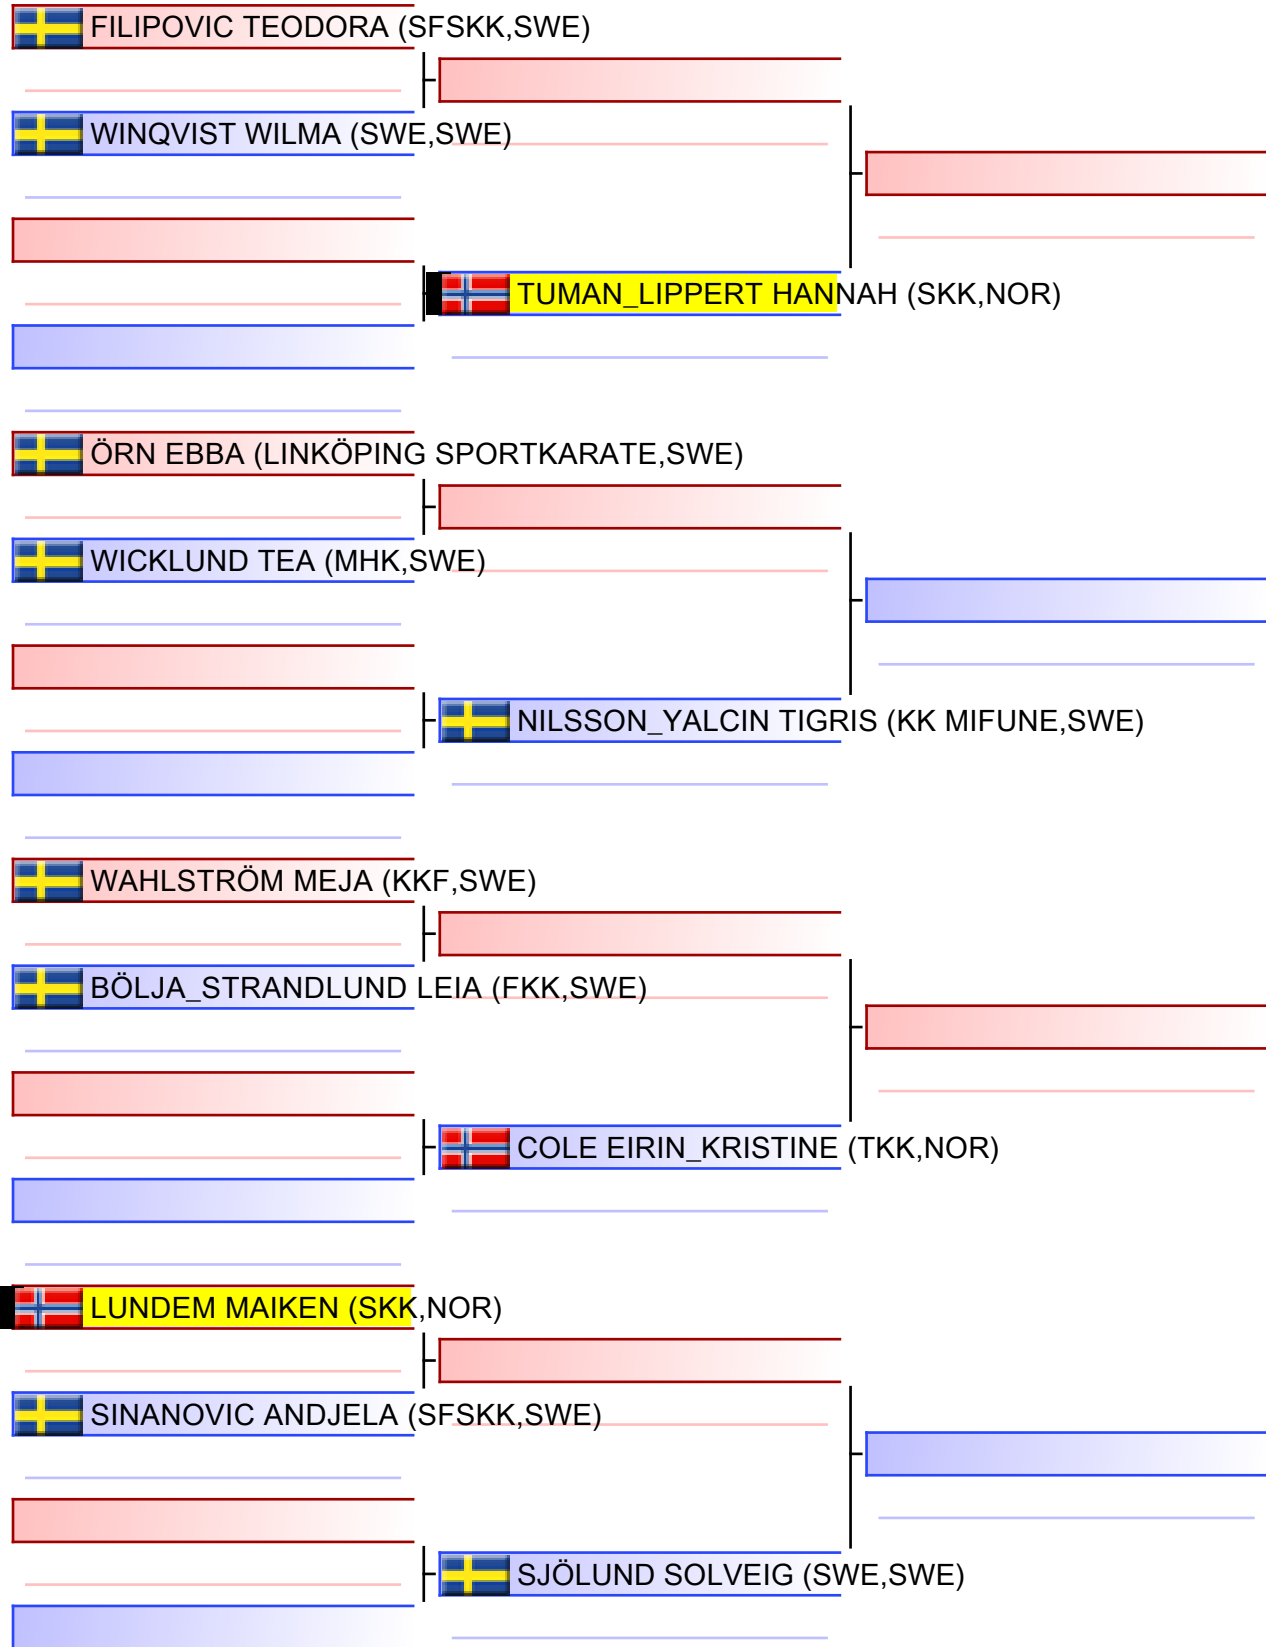 FILIPOVIC TEODORA (SFSKK,SWE)
WINQVIST WILMA (SWE,SWE)
TUMAN_LIPPERT HANNAH (SKK,NOR)
ÖRN EBBA (LINKÖPING SPORTKARATE,SWE)
WICKLUND TEA (MHK,SWE)
NILSSON_YALCIN TIGRIS (KK MIFUNE,SWE)
WAHLSTRÖM MEJA (KKF,SWE)
BÖLJA_STRANDLUND LEIA (FKK,SWE)
COLE EIRIN_KRISTINE (TKK,NOR)
LUNDEM MAIKEN (SKK,NOR)
SINANOVIC ANDJELA (SFSKK,SWE)
SJÖLUND SOLVEIG (SWE,SWE)